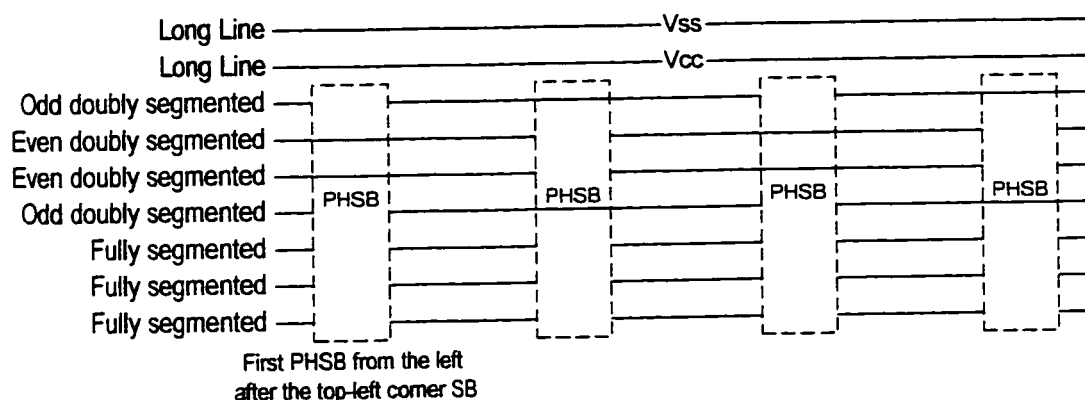 Long Line Vss
Long Line Vcc
Odd doubly segmented
Even doubly segmented
Even doubly segmented
PHSB PHSB PHSB PHSB
Odd doubly segmented
Fully segmented
Fully segmented
Fully segmented
First PHSB from the left
after the top-left corner SB